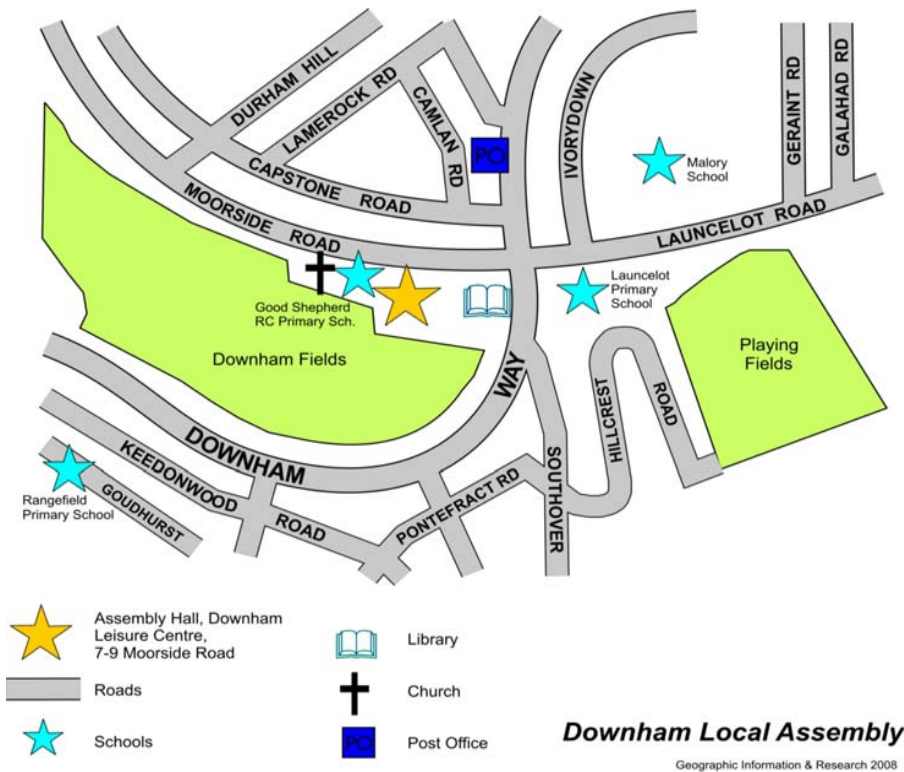 DURHAM HILL
LAMEROCK RD
CAMLAN RD
PO
IVORYDOWN
Malory
School
GERAINT RD
GALAHAD RD
CAPSTONE ROAD
MOORSIDE ROAD
LAUNCELOT ROAD
Good Shepherd
RC Primary Sch.
Launcelot
Primary
School
Downham Fields
Playing
Fields
DOWNHAM WAY
HILLCREST ROAD
KEEDONWOOD ROAD
Rangefield
Primary School
GOUDHURST
PONTEFRACT RD
SOUTHOVER
Assembly Hall, Downham
Leisure Centre,
7-9 Moorside Road
Library
Roads
Church
Schools
PO
Post Office
Downham Local Assembly
Geographic Information & Research 2008